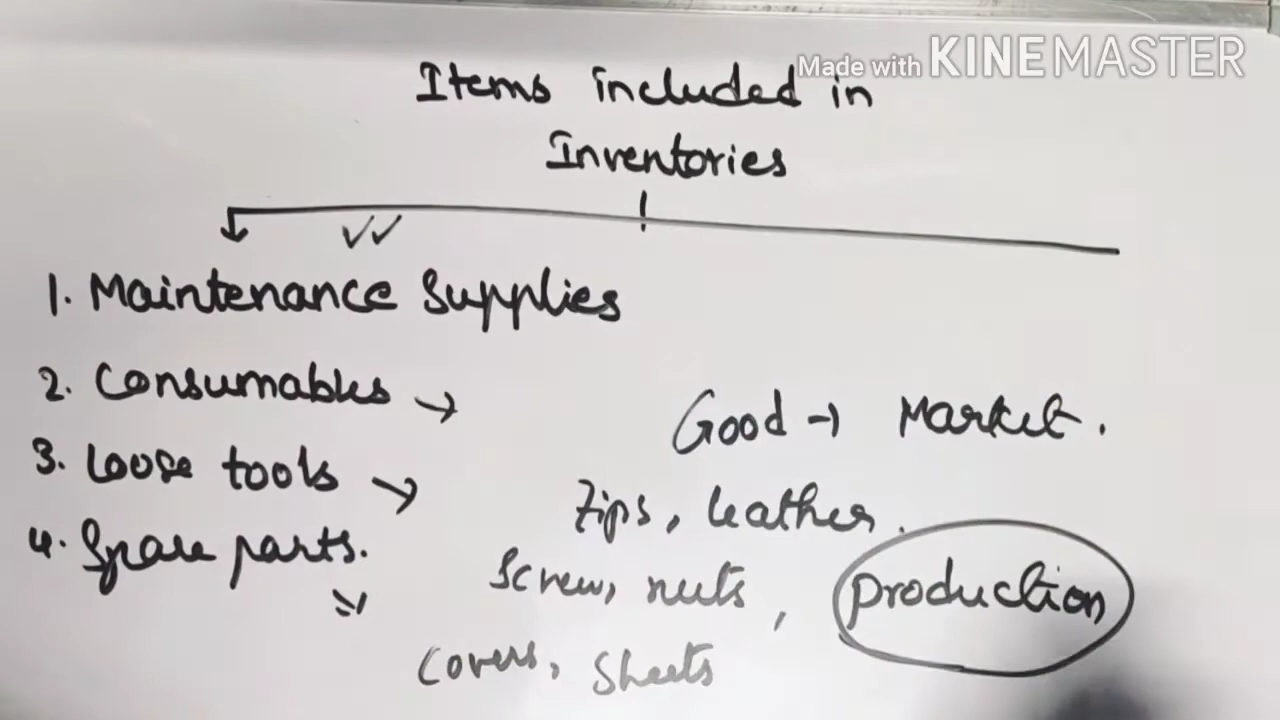 Made with KINEMASTER
Items included in
Inventories
1. Maintenance Supplies
2. Consumables →
Good → Market.
3. Loose tools →
Zips, leather.
4. Spare parts.
Screw, nuts, production
Covers, Sheets